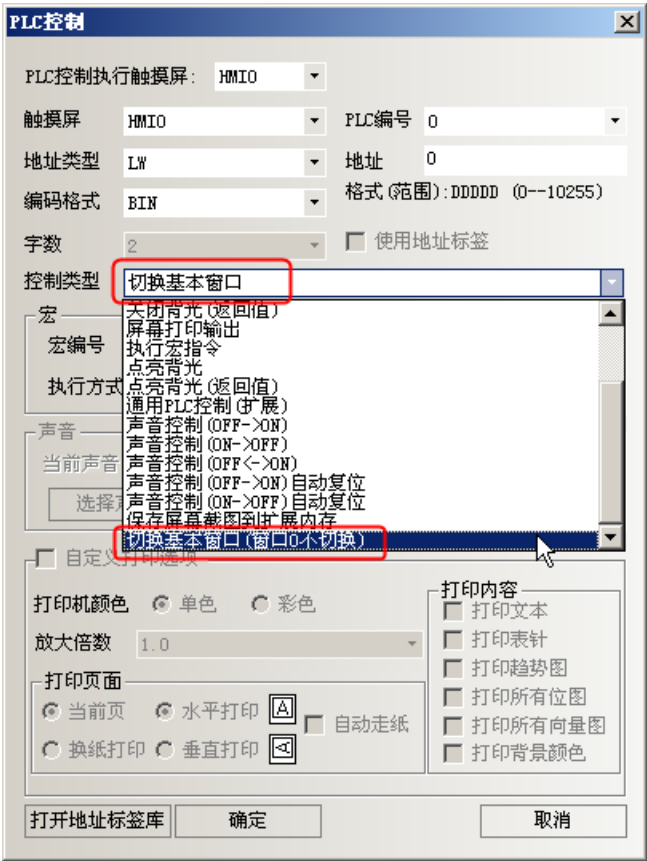 PLC控制
PLC控制执行触摸屏: HMI0
触摸屏 HMI0 PLC编号 0
地址类型 LW 地址 0
编码格式 BIN 格式(范围):DDDDD (0--10255)
字数 2 使用地址标签
控制类型 切换基本窗口
宏
关闭背光(返回值)
屏幕打印输出
宏编号 执行宏指令
点亮背光
执行方式 点亮背光(返回值)
通用PLC控制(扩展)
声音 声音控制(OFF->ON)
声音控制(ON->OFF)
当前声音 声音控制(OFF<->ON)
声音控制(OFF->ON)自动复位
选择 声音控制(ON->OFF)自动复位
保存屏幕截图到扩展内存
切换基本窗口(窗口0不切换)
自定义打印选项
打印机颜色 单色 彩色
放大倍数 1.0
打印页面
当前页 水平打印 A 自动走纸
换纸打印 垂直打印 A
打印内容
打印文本
打印表针
打印趋势图
打印所有位图
打印所有向量图
打印背景颜色
打开地址标签库 确定 取消